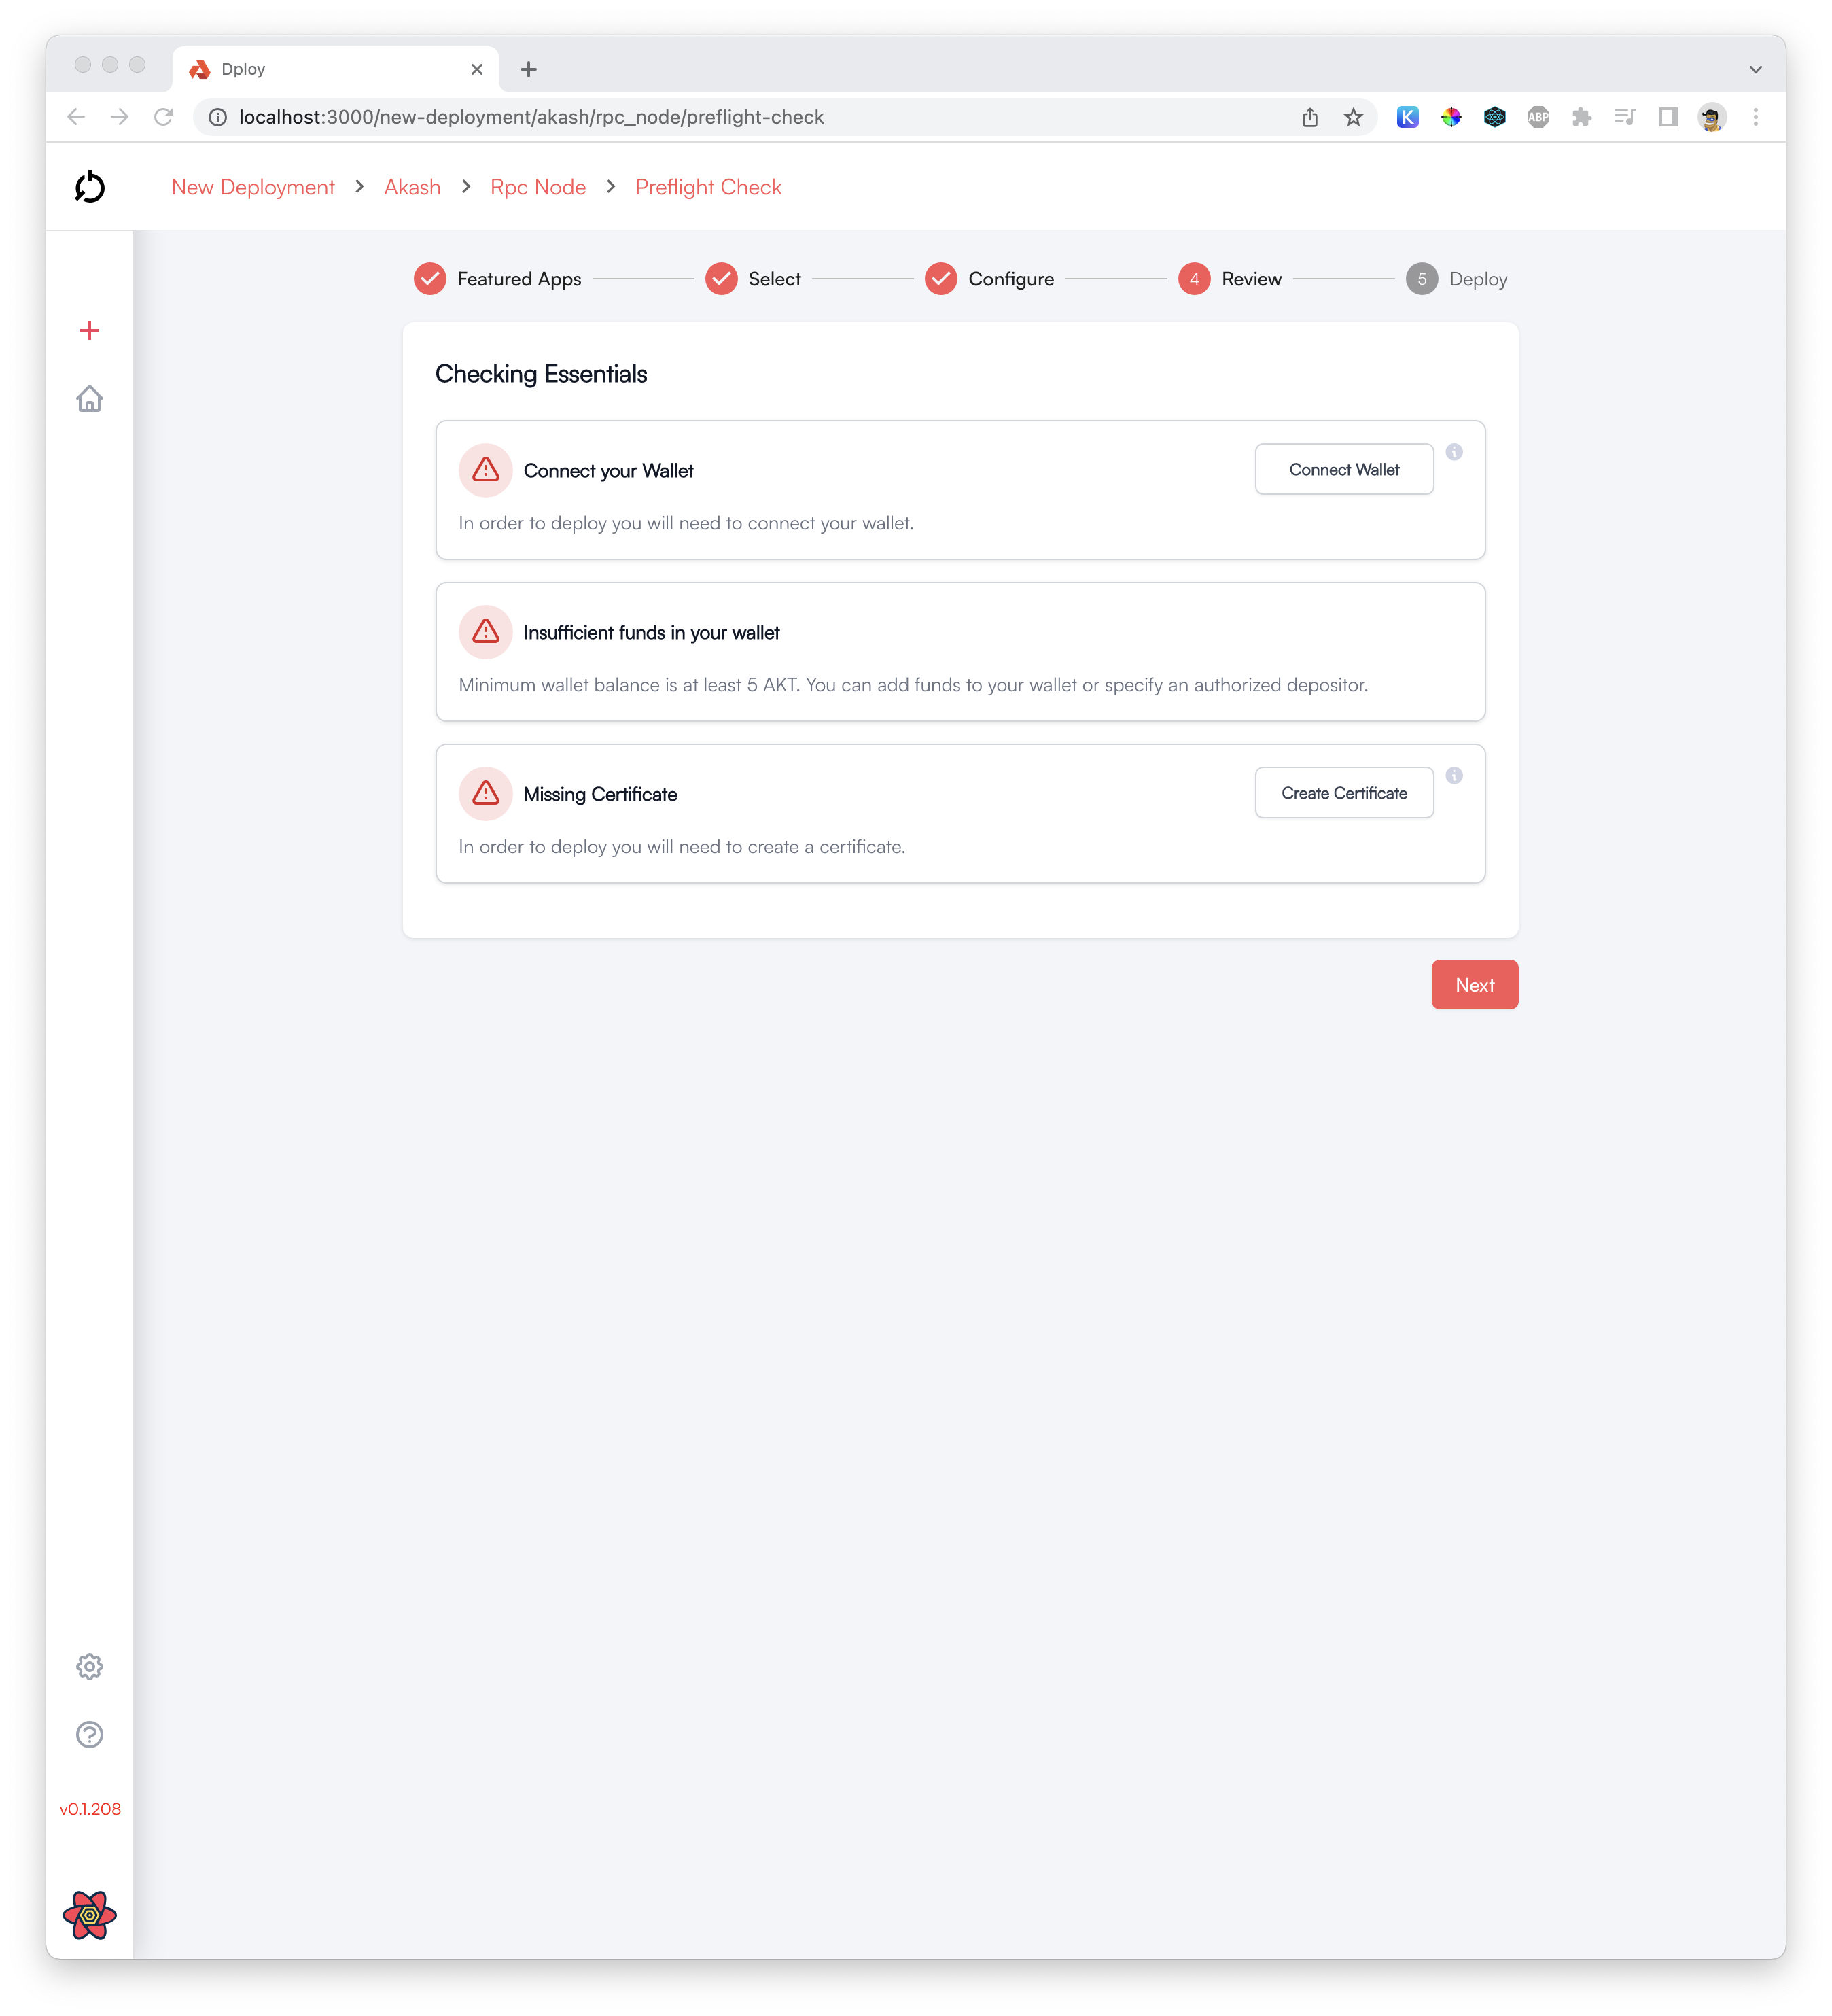 Dploy
localhost:3000/new-deployment/akash/rpc_node/preflight-check
K
ABP
New Deployment > Akash > Rpc Node > Preflight Check
Featured Apps
Select
Configure
4 Review
5 Deploy
Checking Essentials
Connect your Wallet
Connect Wallet
In order to deploy you will need to connect your wallet.
Insufficient funds in your wallet
Minimum wallet balance is at least 5 AKT. You can add funds to your wallet or specify an authorized depositor.
Missing Certificate
Create Certificate
In order to deploy you will need to create a certificate.
Next
v0.1.208